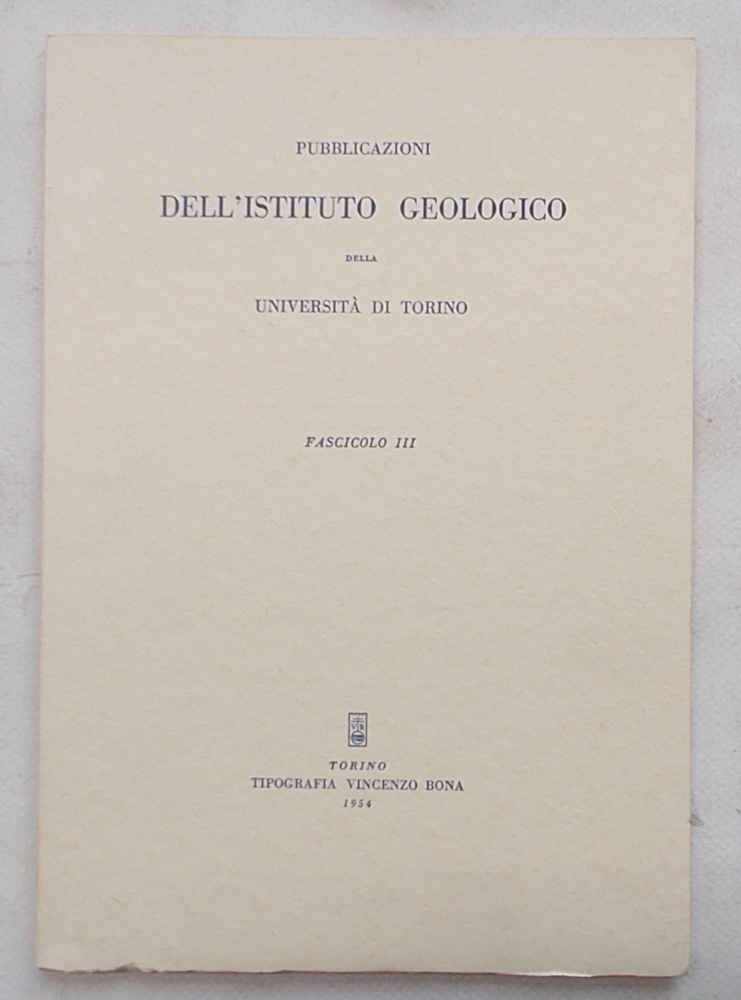 PUBBLICAZIONI
DELL'ISTITUTO GEOLOGICO
DELLA
UNIVERSITÀ DI TORINO
FASCICOLO III
TORINO
TIPOGRAFIA VINCENZO BONA
1954